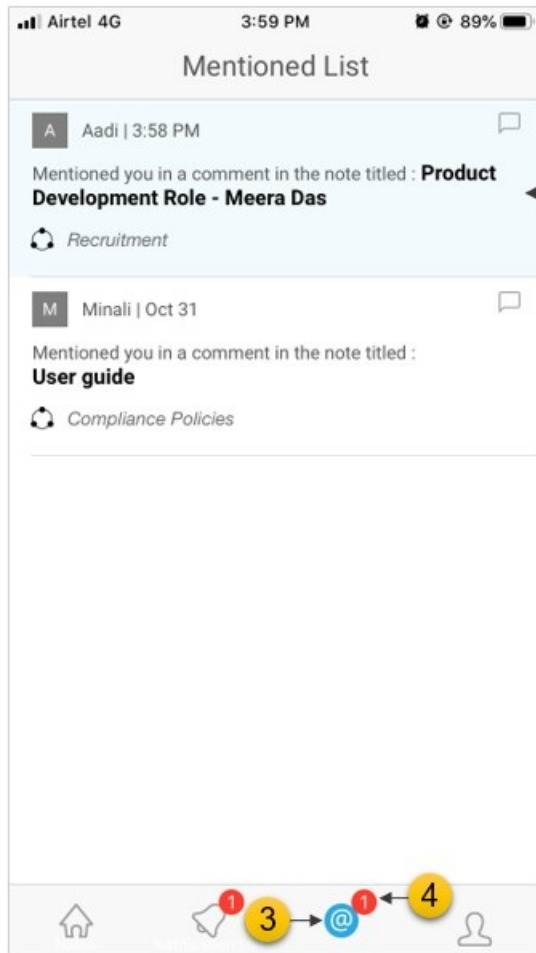 Airtel 4G 3:59 PM 89%
Mentioned List
A Aadi | 3:58 PM
Mentioned you in a comment in the note titled : Product
Development Role - Meera Das
Recruitment
M Minali | Oct 31
Mentioned you in a comment in the note titled :
User guide
Compliance Policies
1 3 @ 1 4